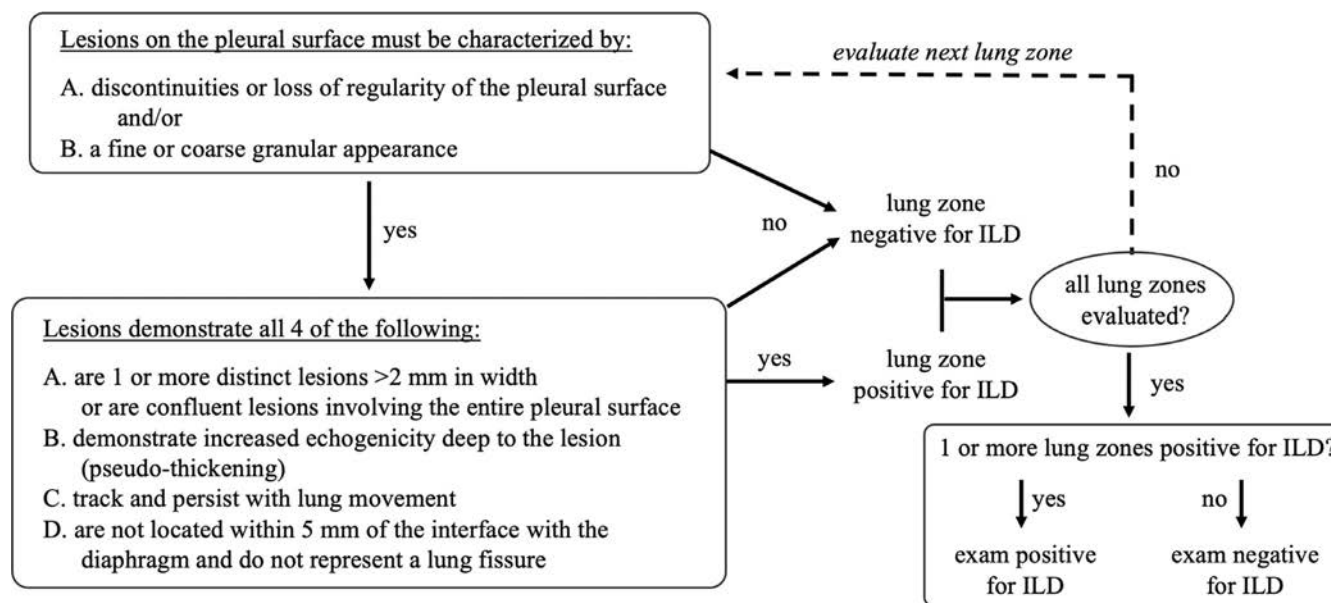 Lesions on the pleural surface must be characterized by:
A. discontinuities or loss of regularity of the pleural surface
and/or
B. a fine or coarse granular appearance
evaluate next lung zone
no
yes
no
lung zone
negative for ILD
all lung zones
evaluated?
Lesions demonstrate all 4 of the following:
A. are 1 or more distinct lesions >2 mm in width
or are confluent lesions involving the entire pleural surface
B. demonstrate increased echogenicity deep to the lesion
(pseudo-thickening)
C. track and persist with lung movement
D. are not located within 5 mm of the interface with the
diaphragm and do not represent a lung fissure
yes
lung zone
positive for ILD
yes
1 or more lung zones positive for ILD?
yes
no
exam positive
for ILD
exam negative
for ILD